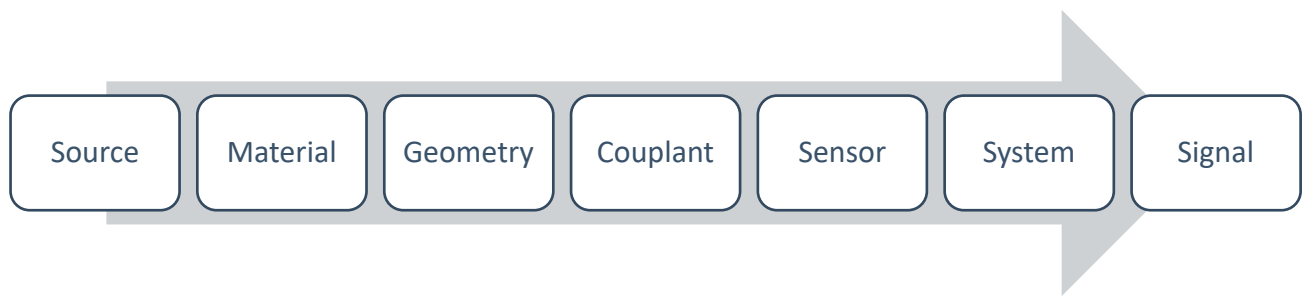 Source
Material
Geometry
Couplant
Sensor
System
Signal